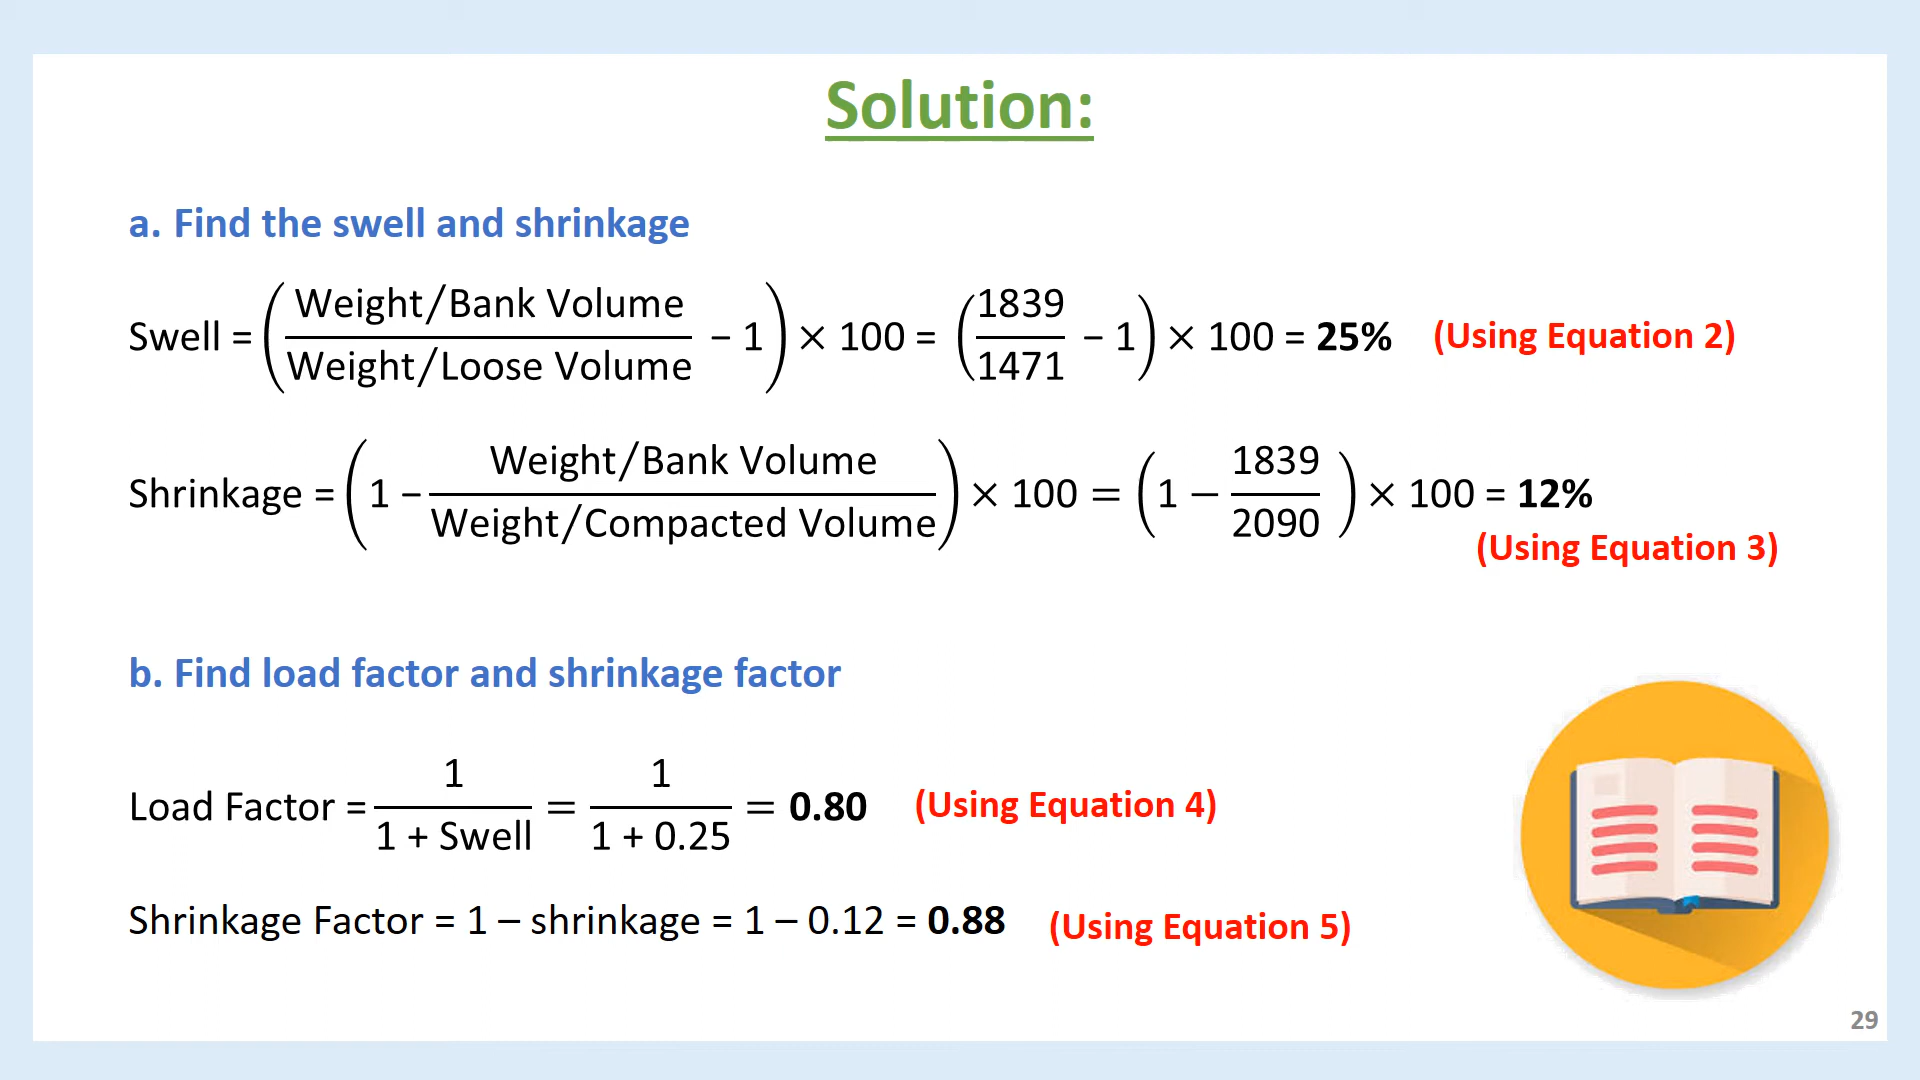 Solution:
a. Find the swell and shrinkage
Swell = (Weight/Bank Volume / Weight/Loose Volume − 1) × 100 = (1839/1471 − 1) × 100 = 25% (Using Equation 2)
Shrinkage = (1 − Weight/Bank Volume / Weight/Compacted Volume) × 100 = (1 − 1839/2090) × 100 = 12%
(Using Equation 3)
b. Find load factor and shrinkage factor
Load Factor = 1 / 1 + Swell = 1 / 1 + 0.25 = 0.80 (Using Equation 4)
Shrinkage Factor = 1 – shrinkage = 1 – 0.12 = 0.88 (Using Equation 5)
29